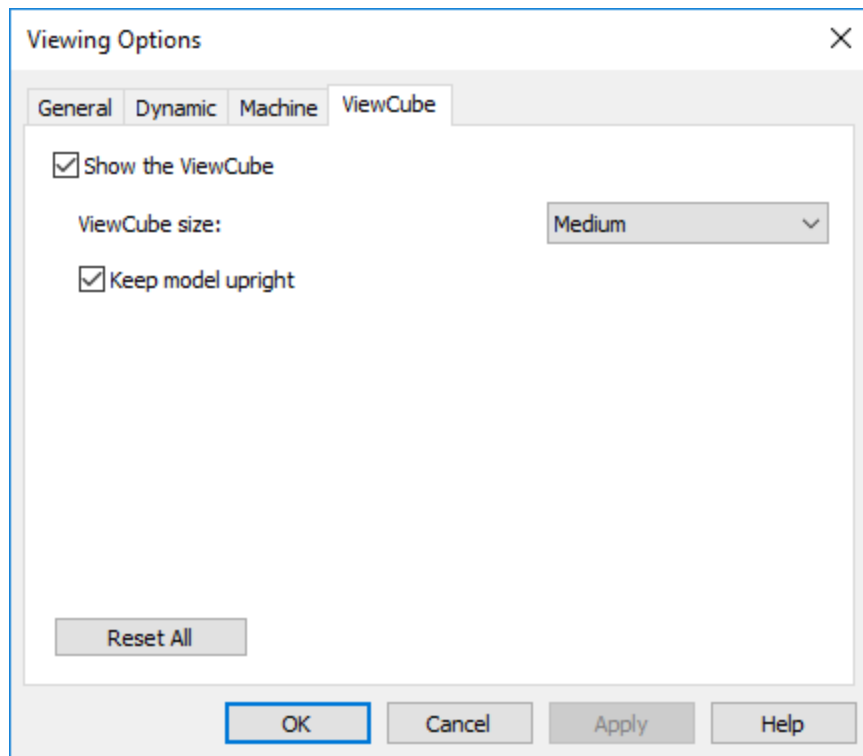 Viewing Options
General Dynamic Machine ViewCube
Show the ViewCube
ViewCube size: Medium
Keep model upright
Reset All
OK Cancel Apply Help